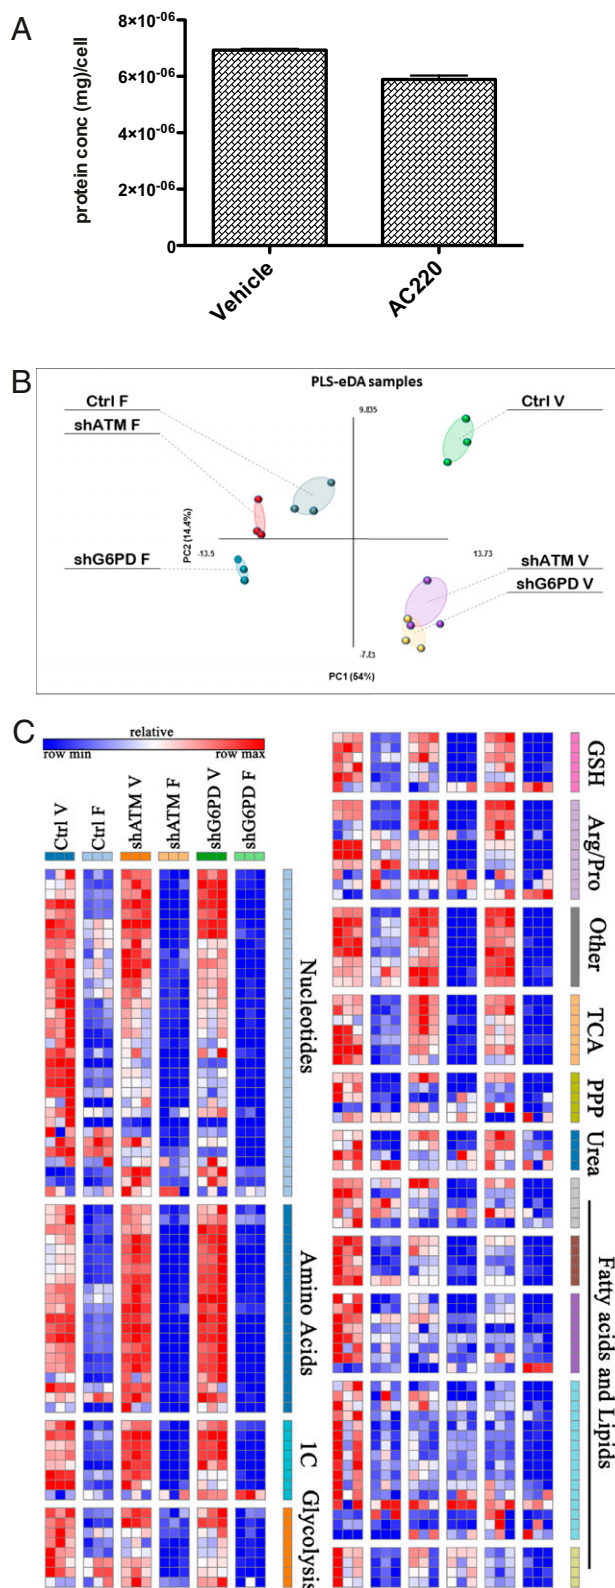 A
8×10-06
6×10-06
4×10-06
2×10-06
0
protein conc (mg)/cell
Vehicle
AC220
B
PLS-eDA samples
Ctrl F
shATM F
shG6PD F
Ctrl V
shATM V
shG6PD V
9.835
-13.5
13.73
PC2 (14.4%)
PC1 (54%)
C
relative
row min
row max
Ctrl V
Ctrl F
shATM V
shATM F
shG6PD V
shG6PD F
Nucleotides
Amino Acids
1C
Glycolysis
GSH
Arg/Pro
Other
TCA
PPP
Urea
Fatty acids and Lipids